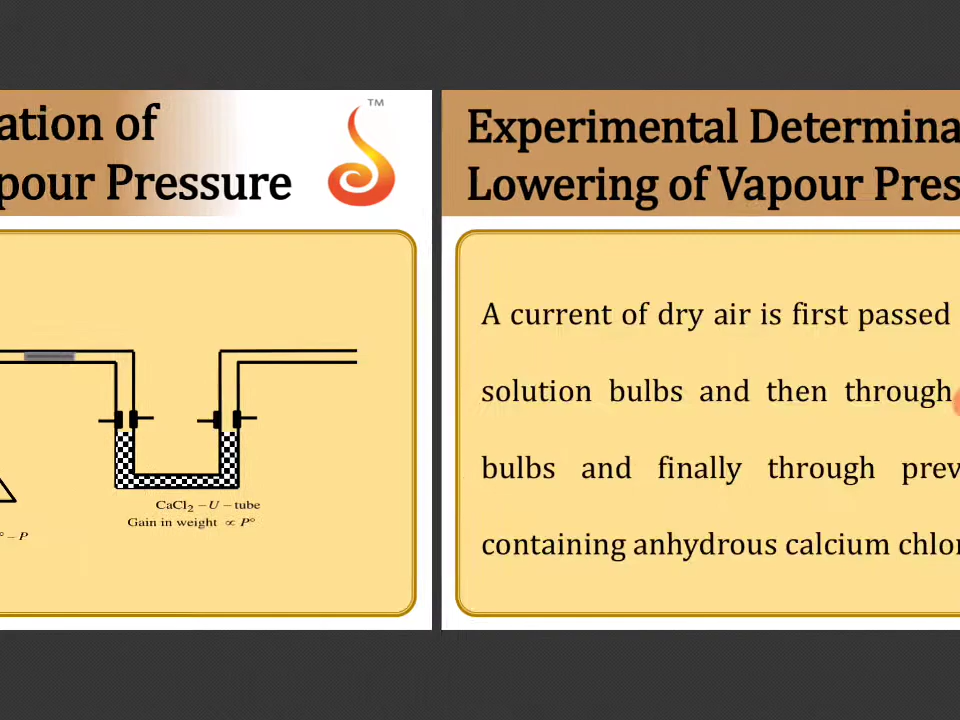 ation of
pour Pressure
TM
CaCl₂ – U – tube
Gain in weight ∝ P°
° – P
Experimental Determina
Lowering of Vapour Pres
A current of dry air is first passed
solution bulbs and then through
bulbs and finally through prev
containing anhydrous calcium chlor